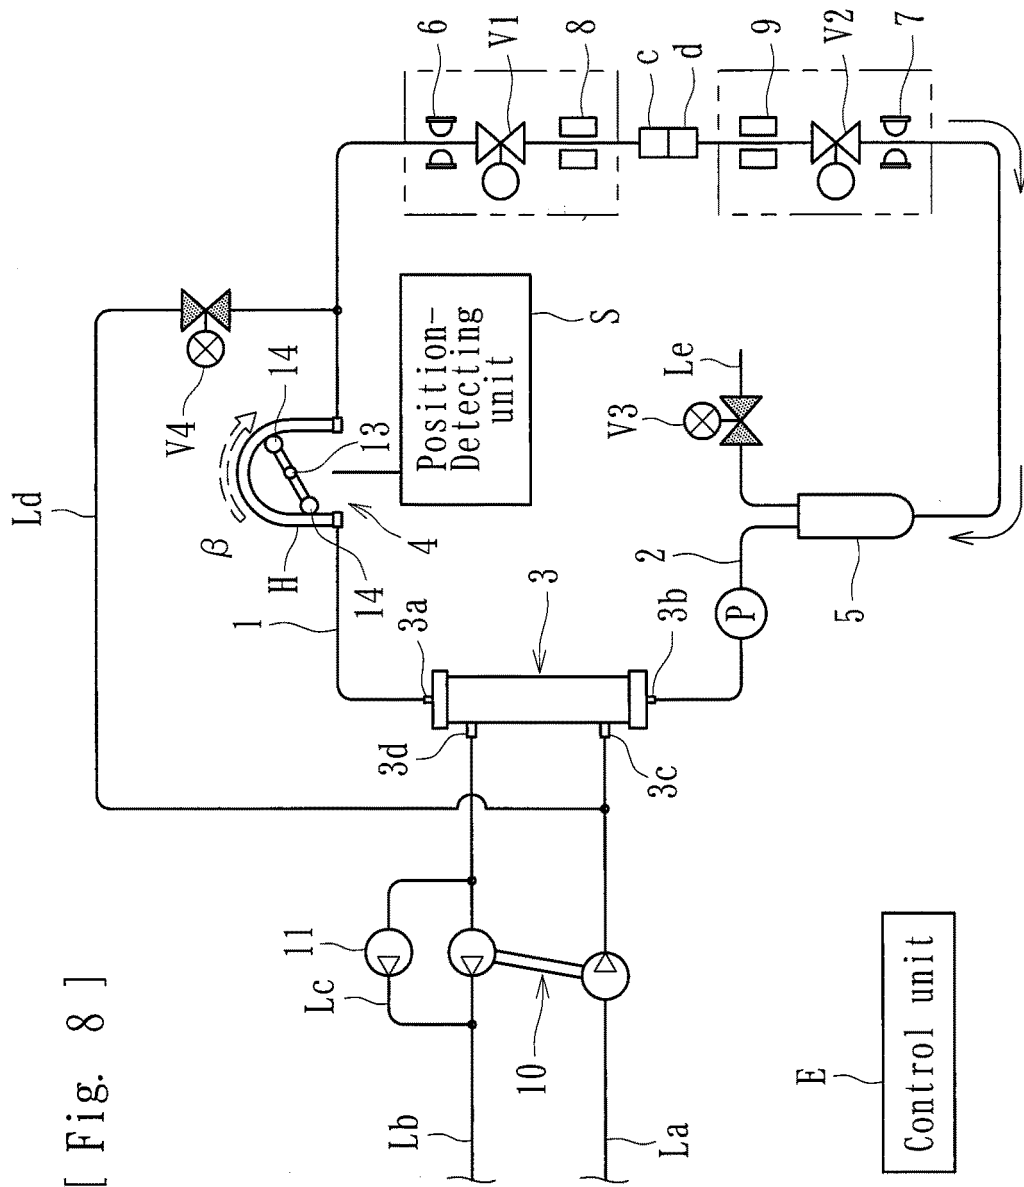 [ Fig. 8 ]
Ld
V4
β
H
14
14
13
4
1
3a
3
3b
3d
3c
Position-
Detecting
unit
S
6
V1
8
c
d
9
V2
7
Le
V3
2
P
5
11
Lc
10
Lb
La
E
Control unit